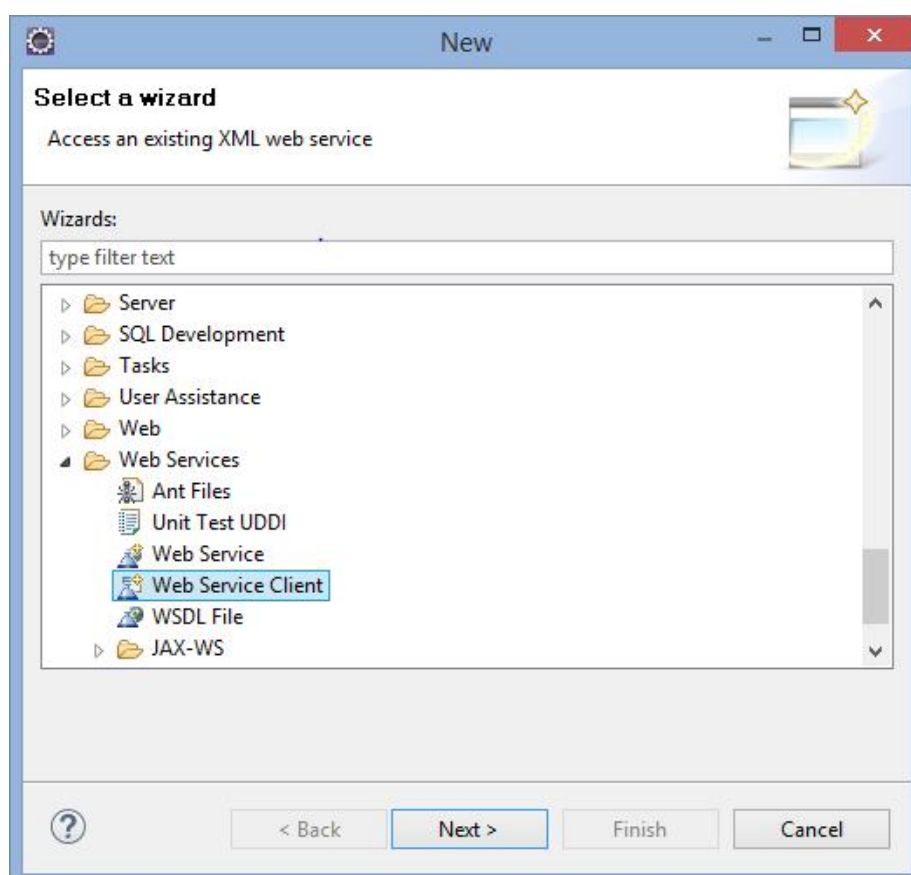 New
Select a wizard
Access an existing XML web service
Wizards:
type filter text
Server
SQL Development
Tasks
User Assistance
Web
Web Services
Ant Files
Unit Test UDDI
Web Service
Web Service Client
WSDL File
JAX-WS
? < Back Next > Finish Cancel